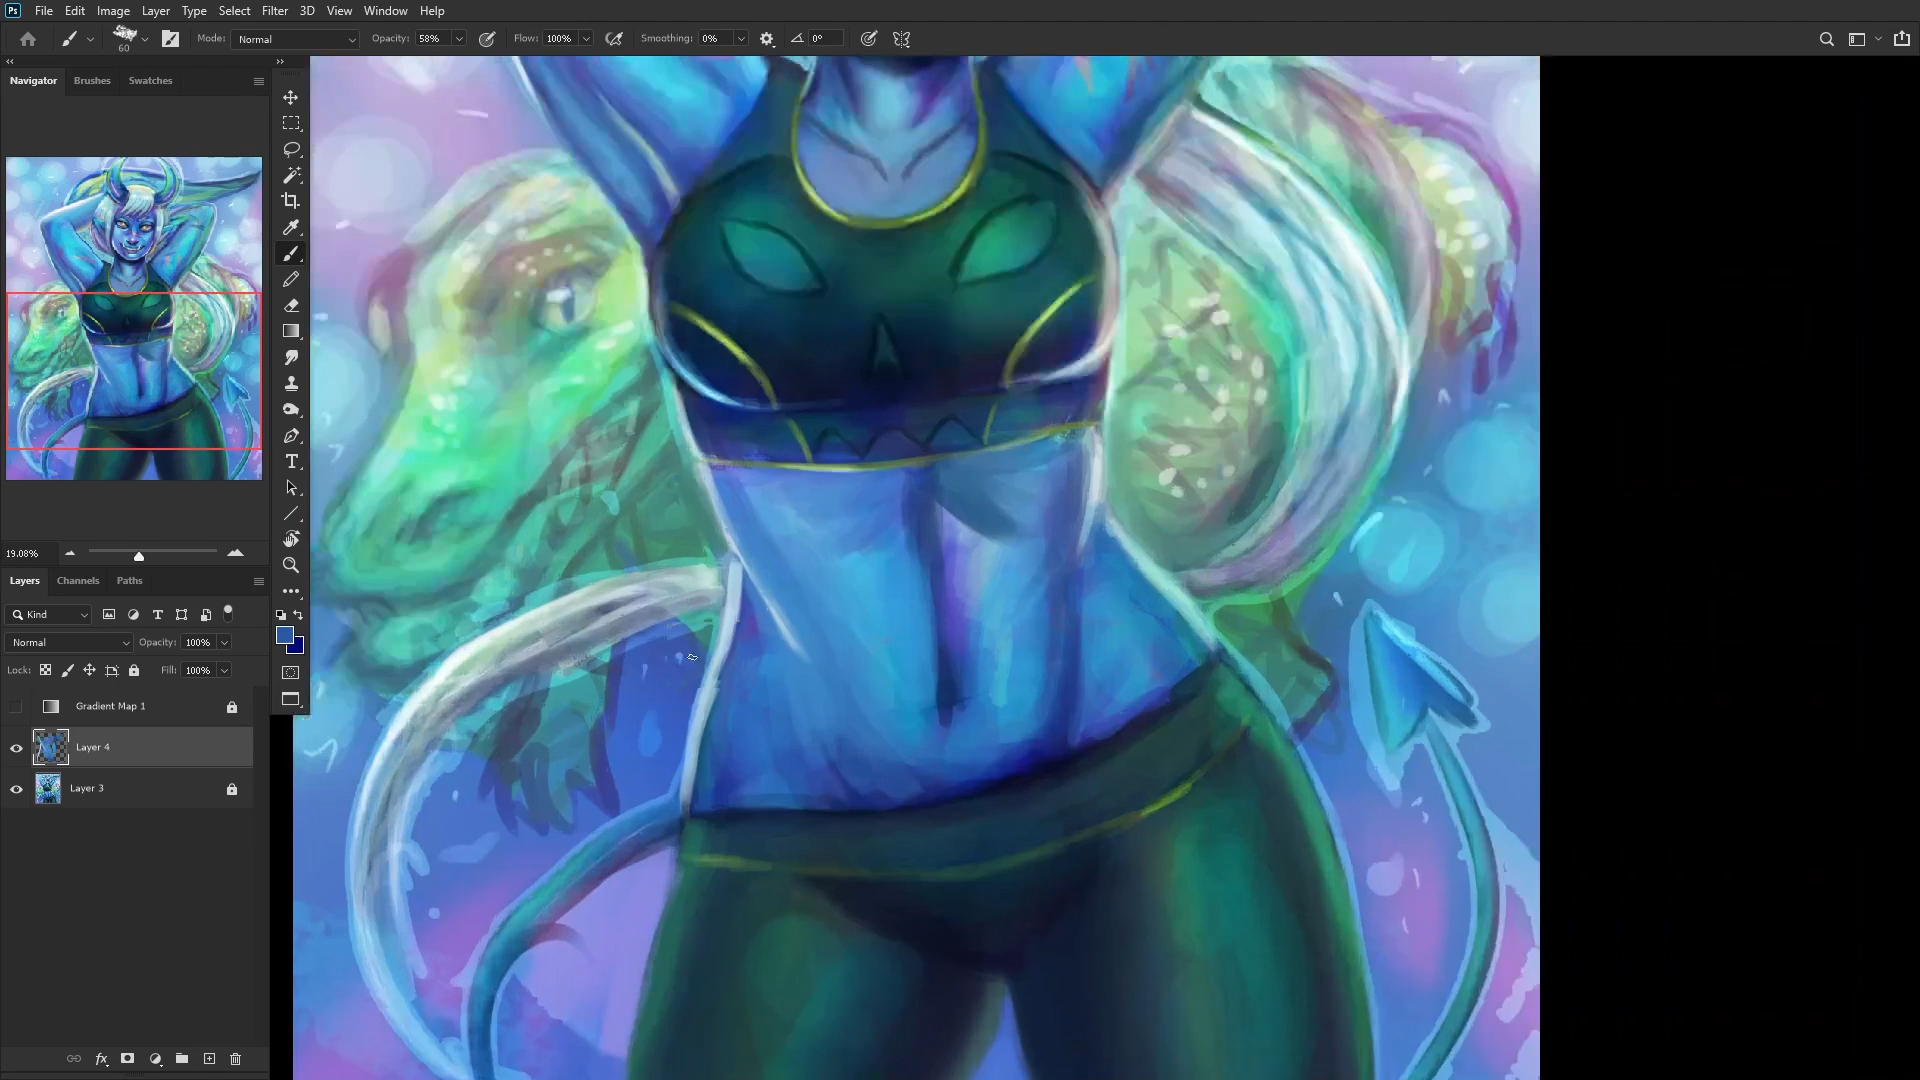 Ps File Edit Image Layer Type Select Filter 3D View Window Help
60 Mode: Normal Opacity: 58% Flow: 100% Smoothing: 0% 0°
Navigator Brushes Swatches
19.08%
Layers Channels Paths
Kind
Normal Opacity: 100%
Lock: Fill: 100%
Gradient Map 1
Layer 4
Layer 3
fx